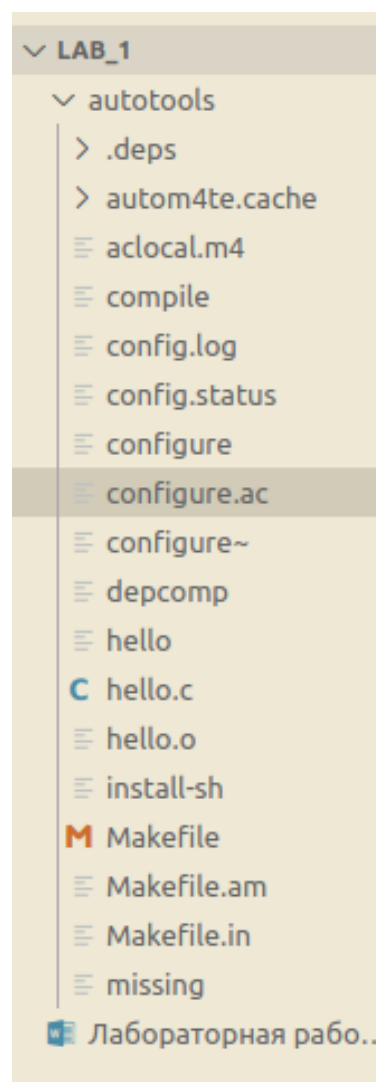 LAB_1
autotools
.deps
autom4te.cache
aclocal.m4
compile
config.log
config.status
configure
configure.ac
configure~
depcomp
hello
C hello.c
hello.o
install-sh
M Makefile
Makefile.am
Makefile.in
missing
Лабораторная рабо...